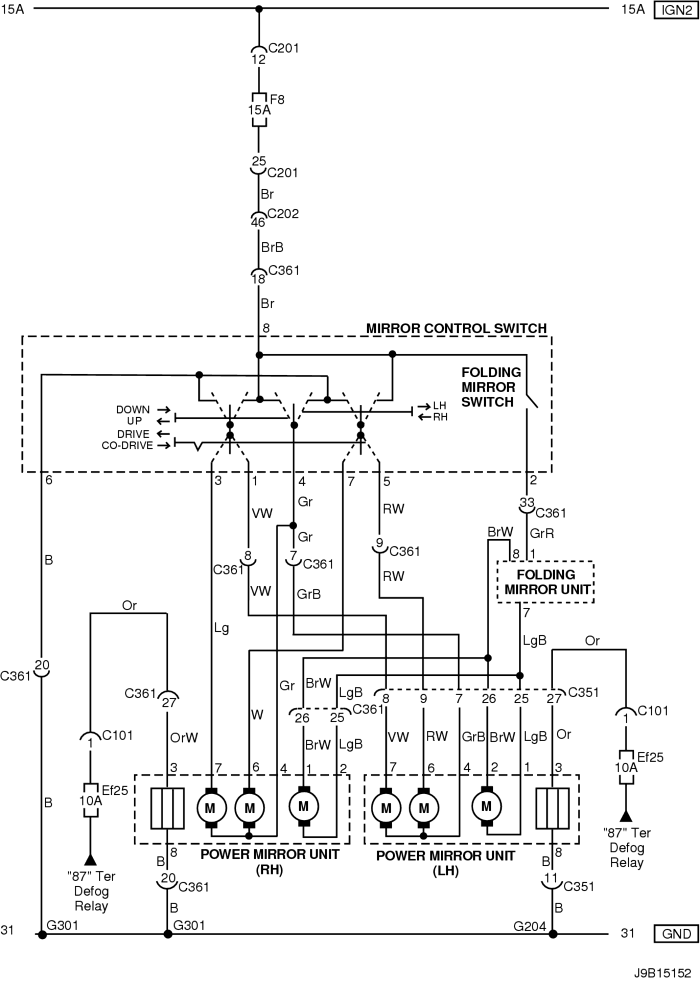 15A 15A IGN2
C201
12
F8
15A
25
C201
Br
C202
46
BrB
C361
18
Br
8
MIRROR CONTROL SWITCH
FOLDING
MIRROR
SWITCH
DOWN
UP
DRIVE
CO-DRIVE
LH
RH
6 3 1 4 7 5 2
Gr
VW
RW
33
C361
BrW
GrR
Gr
8 1
9
C361
8
C361
7
C361
B
FOLDING
MIRROR UNIT
RW
VW
GrB
7
Or
Lg
LgB
Or
20
C361
C361
27
Gr
BrW
LgB
8 9 7 26 25 27
C351
W
C361
26 25
C101
1
C101
1
OrW
BrW
LgB
VW
RW
GrB
BrW
LgB
Or
Ef25
10A
Ef25
10A
3 7 6 4 1 2
7 6 4 2 1 3
M M M
M M M
B
"87" Ter
Defog
Relay
"87" Ter
Defog
Relay
8
B
POWER MIRROR UNIT
(RH)
POWER MIRROR UNIT
(LH)
8
B
20
C361
11
C351
B
B
31 G301 G301 G204 31 GND
J9B15152